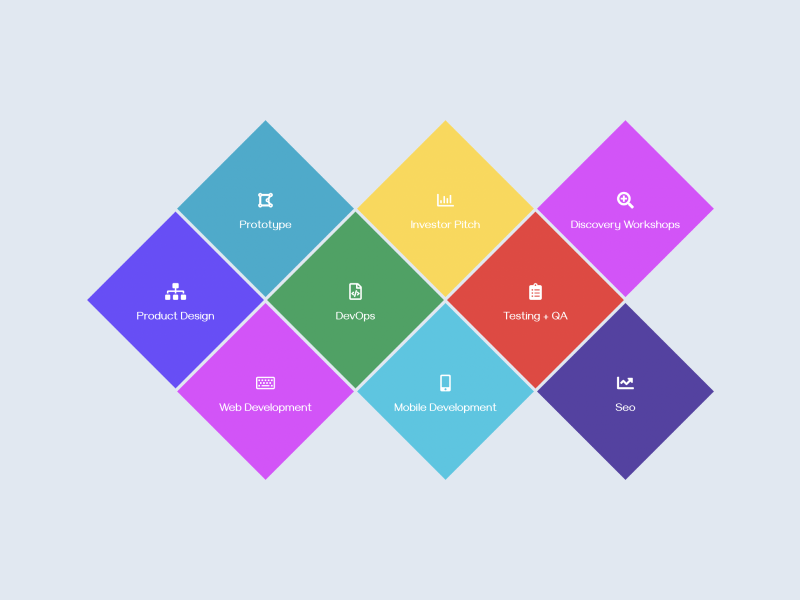 Prototype
Investor Pitch
Discovery Workshops
Product Design
DevOps
Testing + QA
Web Development
Mobile Development
Seo